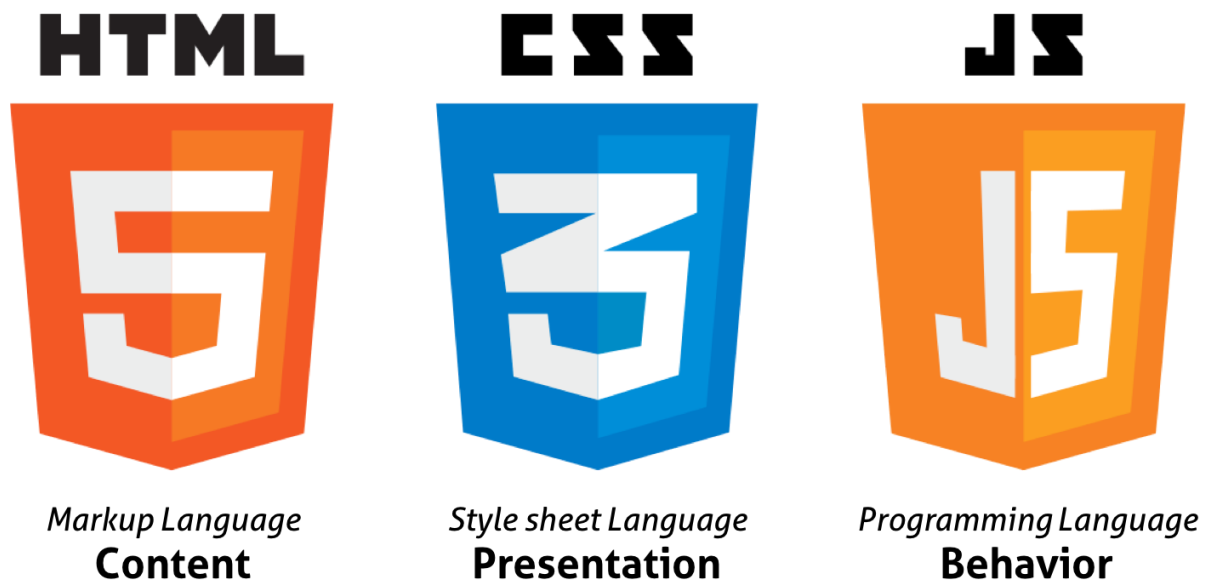 HTML CSS JS
5 3 JS
Markup Language Style sheet Language Programming Language
Content Presentation Behavior